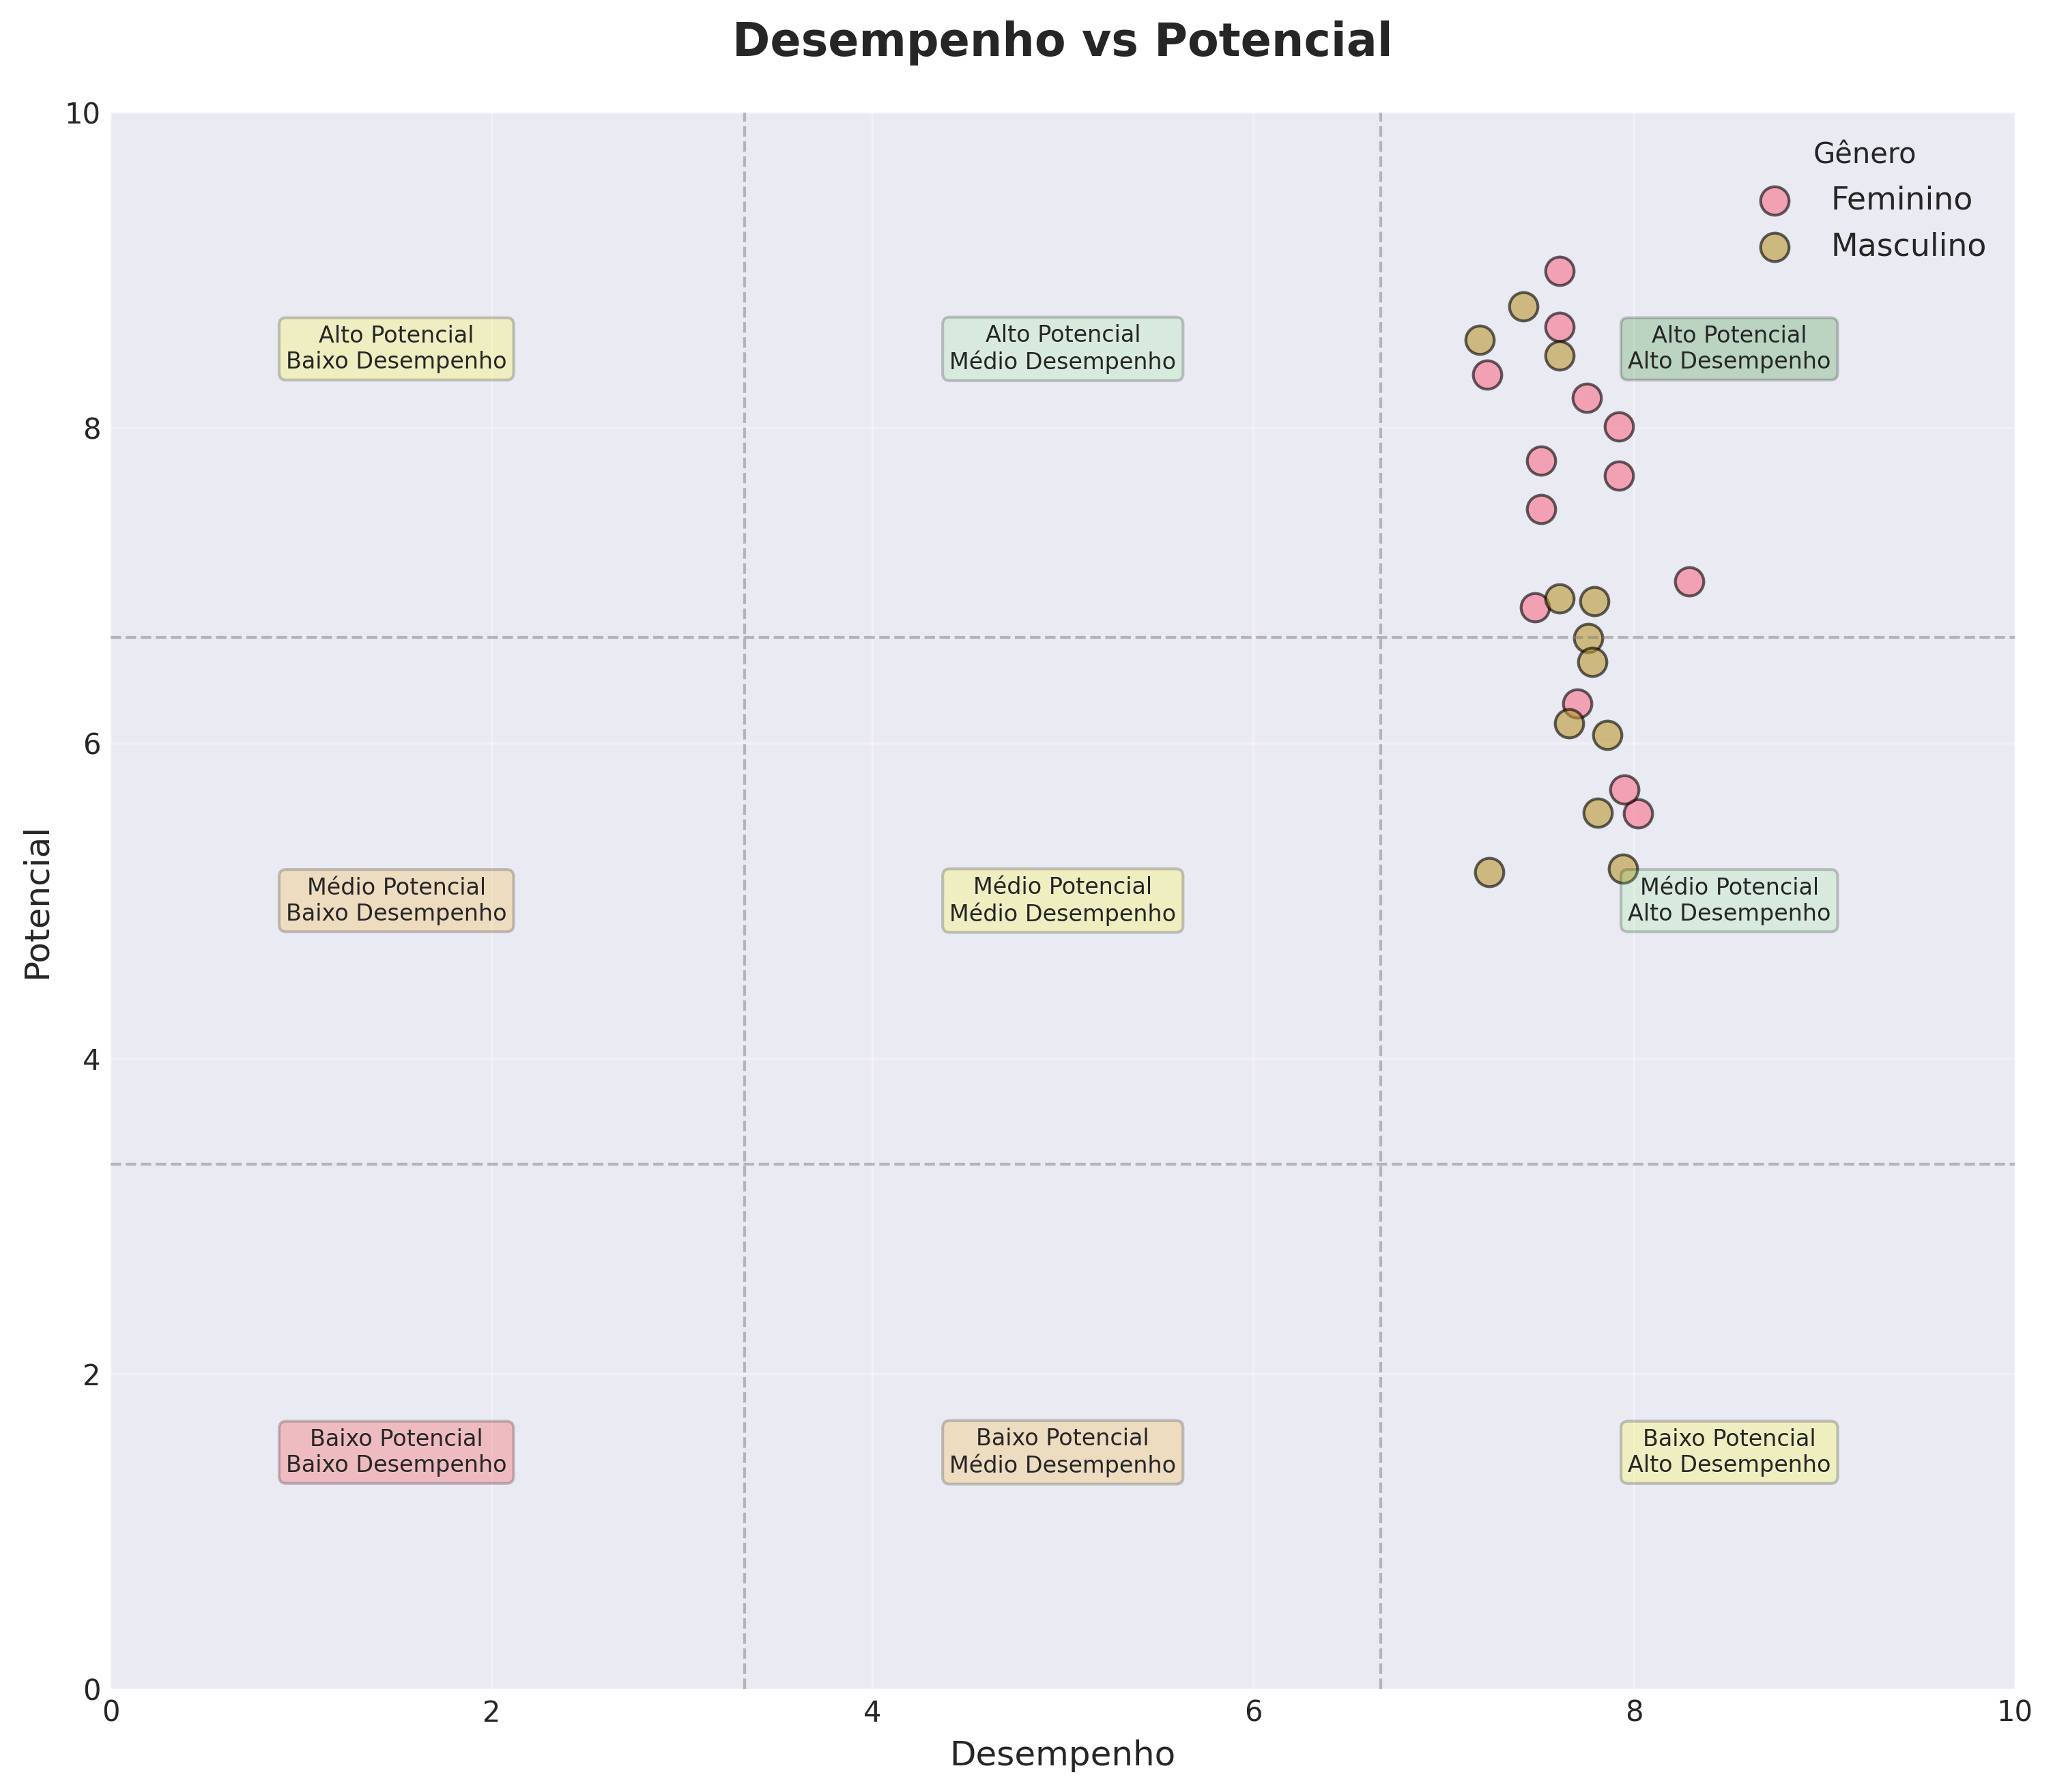 Desempenho vs Potencial
10
8
6
4
2
0
Potencial
Gênero
Feminino
Masculino
Alto Potencial
Baixo Desempenho
Alto Potencial
Médio Desempenho
Alto Potencial
Alto Desempenho
Médio Potencial
Baixo Desempenho
Médio Potencial
Médio Desempenho
Médio Potencial
Alto Desempenho
Baixo Potencial
Baixo Desempenho
Baixo Potencial
Médio Desempenho
Baixo Potencial
Alto Desempenho
0 2 4 6 8 10
Desempenho